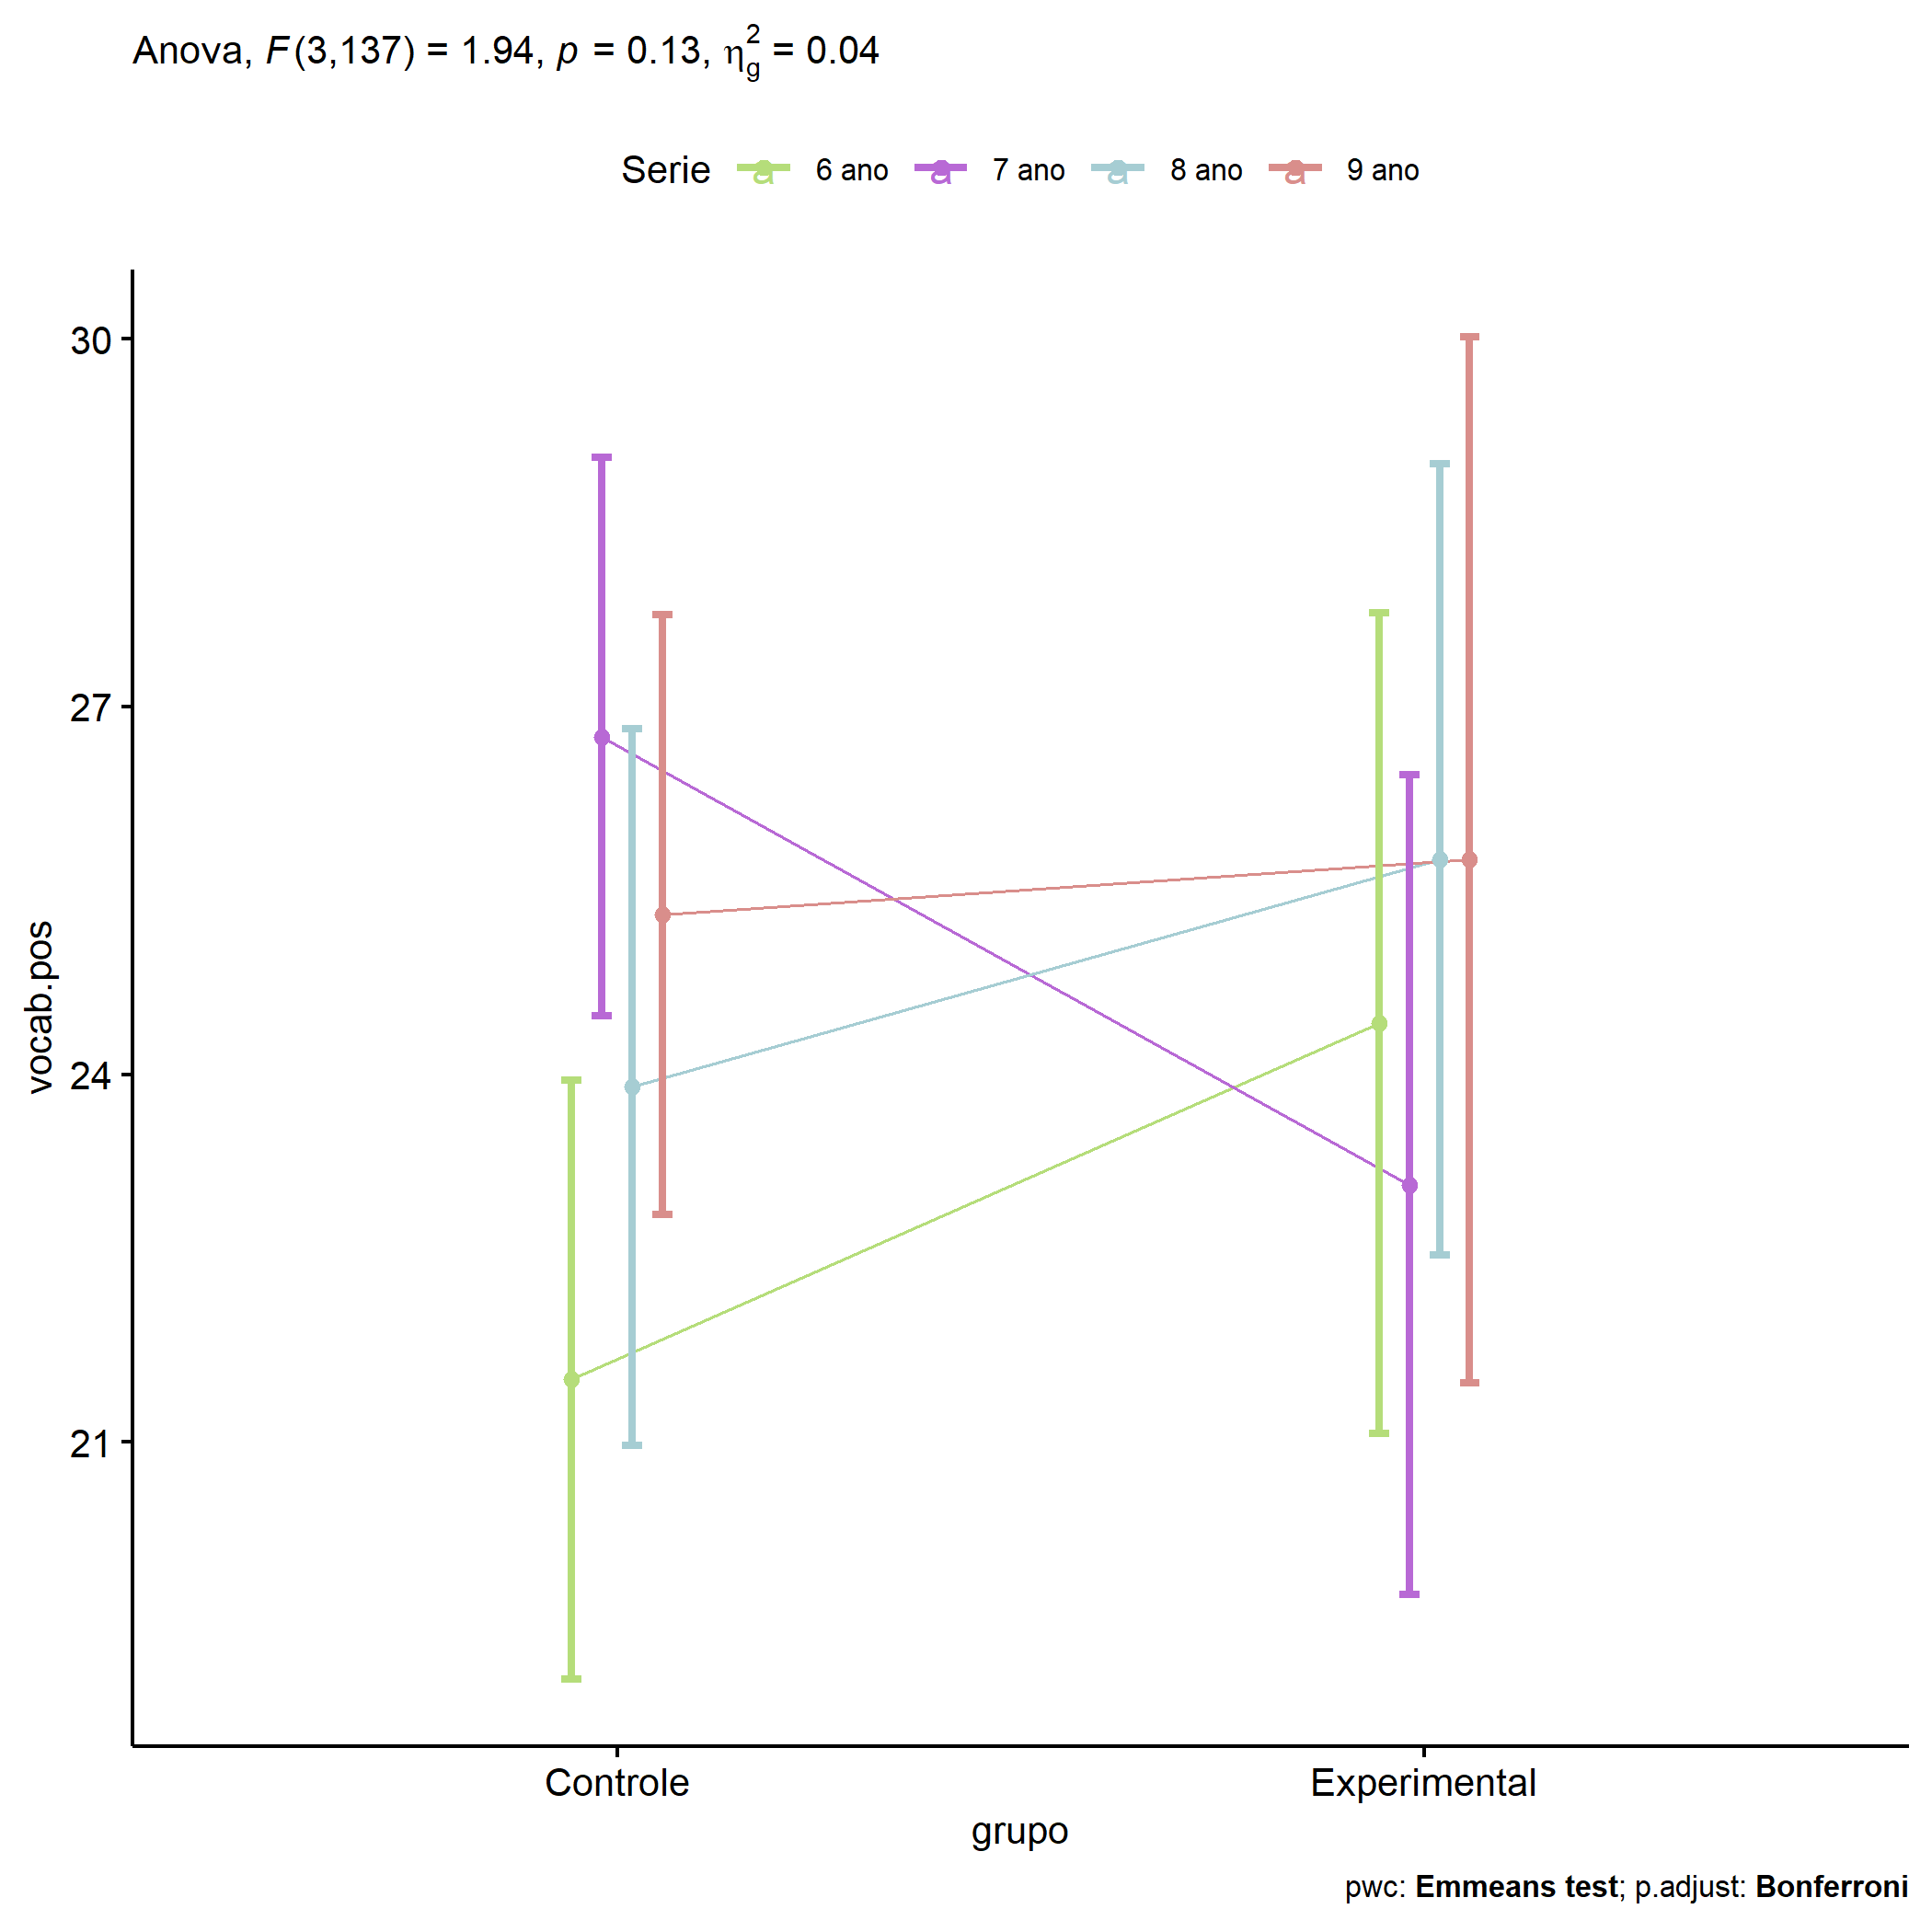 Anova, F(3,137) = 1.94, p = 0.13, η²g = 0.04
Serie a 6 ano a 7 ano a 8 ano a 9 ano
30
27
24
21
vocab.pos
Controle Experimental
grupo
pwc: Emmeans test; p.adjust: Bonferroni